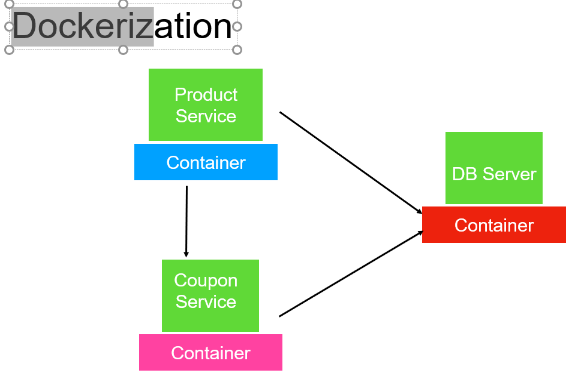 Dockerization
Product
Service
Container
DB Server
Container
Coupon
Service
Container